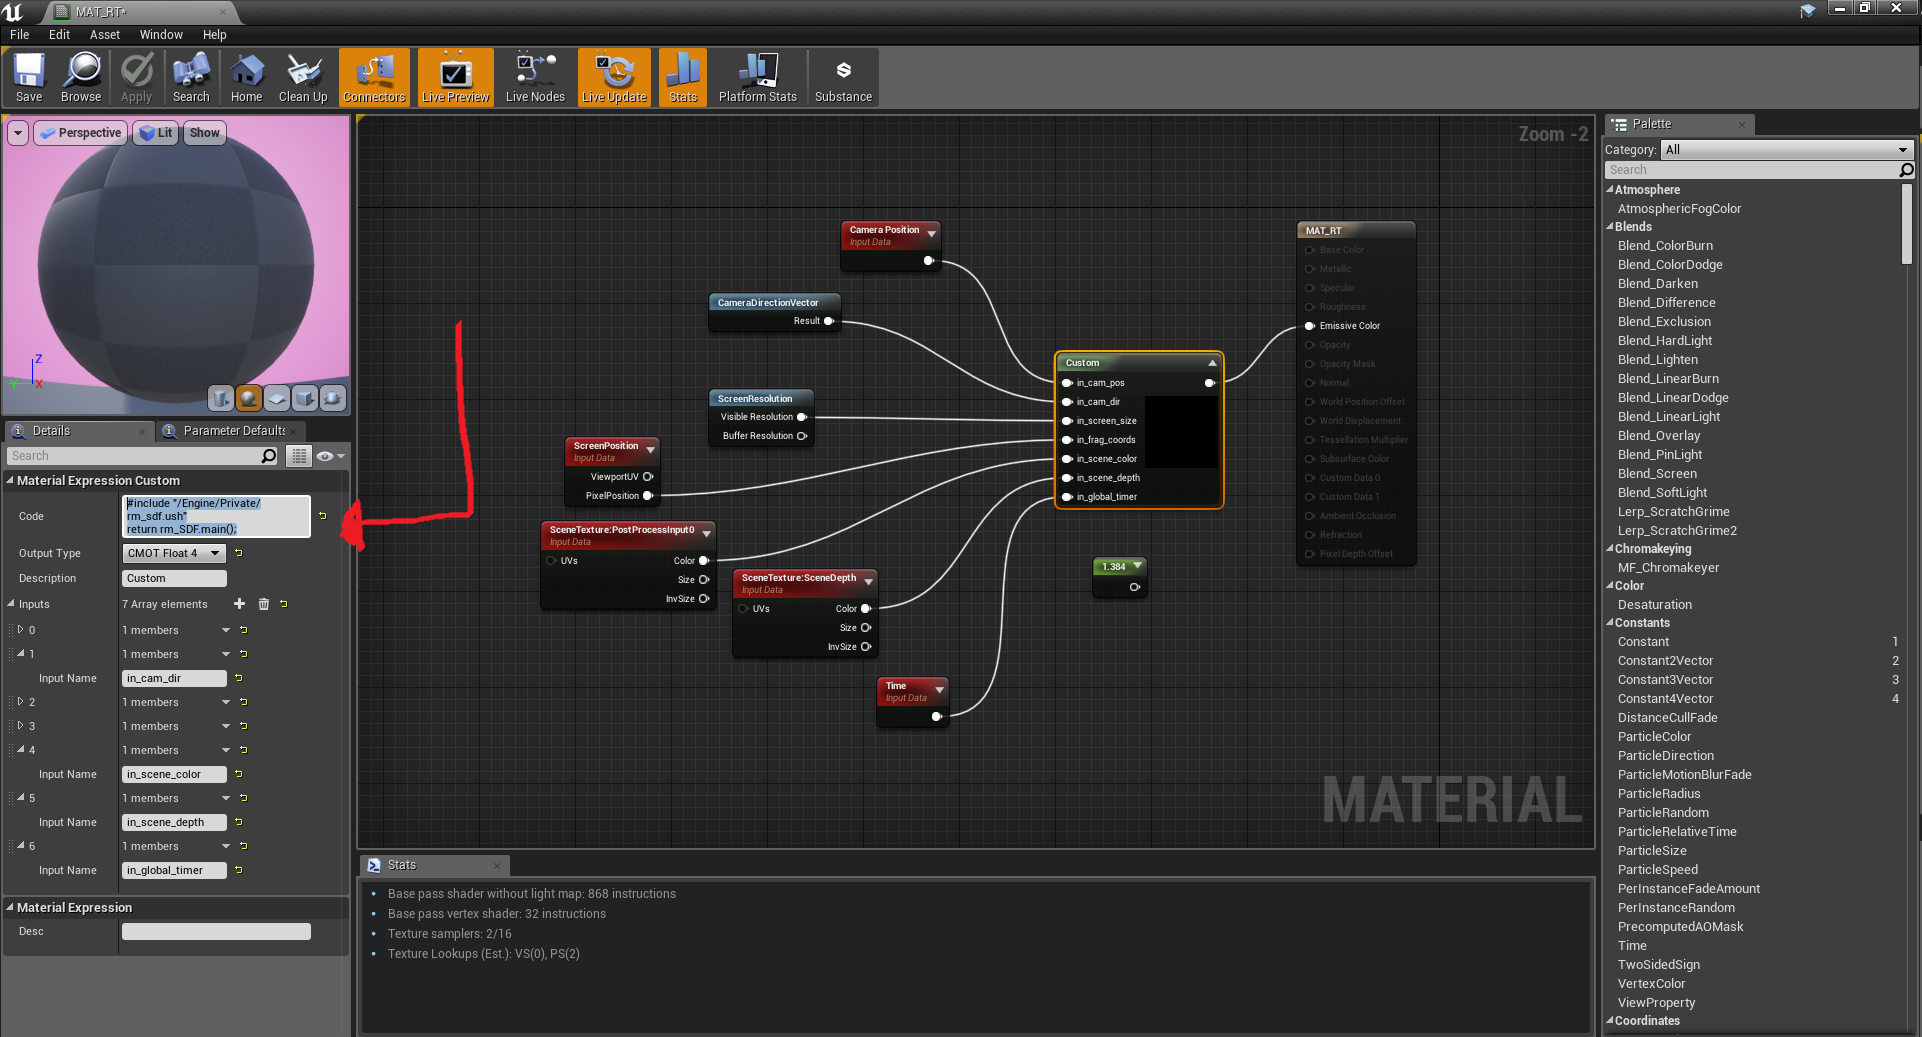 MAT_RT*
File Edit Asset Window Help
Save Browse Apply Search Home Clean Up Connectors Live Preview Live Nodes Live Update Stats Platform Stats Substance
Perspective Lit Show
Z
Y X
Zoom -2
Camera Position
Input Data
CameraDirectionVector
Result
ScreenResolution
Visible Resolution
Buffer Resolution
ScreenPosition
Input Data
ViewportUV
PixelPosition
SceneTexture:PostProcessInput0
Input Data
UVs Color
Size
InvSize
SceneTexture:SceneDepth
Input Data
UVs Color
Size
InvSize
Time
Input Data
Custom
in_cam_pos
in_cam_dir
in_screen_size
in_frag_coords
in_scene_color
in_scene_depth
in_global_timer
1.384
MAT_RT
Base Color
Metallic
Specular
Roughness
Emissive Color
Opacity
Opacity Mask
Normal
World Position Offset
World Displacement
Tessellation Multiplier
Subsurface Color
Custom Data 0
Custom Data 1
Ambient Occlusion
Refraction
Pixel Depth Offset
MATERIAL
Details Parameter Defaults
Search
Material Expression Custom
Code
#include "/Engine/Private/
rm_sdf.ush"
return rm_SDF.main();
Output Type CMOT Float 4
Description Custom
Inputs 7 Array elements
0 1 members
1 1 members
Input Name in_cam_dir
2 1 members
3 1 members
4 1 members
Input Name in_scene_color
5 1 members
Input Name in_scene_depth
6 1 members
Input Name in_global_timer
Material Expression
Desc
Stats
Base pass shader without light map: 868 instructions
Base pass vertex shader: 32 instructions
Texture samplers: 2/16
Texture Lookups (Est.): VS(0), PS(2)
Palette
Category: All
Search
Atmosphere
AtmosphericFogColor
Blends
Blend_ColorBurn
Blend_ColorDodge
Blend_Darken
Blend_Difference
Blend_Exclusion
Blend_HardLight
Blend_Lighten
Blend_LinearBurn
Blend_LinearDodge
Blend_LinearLight
Blend_Overlay
Blend_PinLight
Blend_Screen
Blend_SoftLight
Lerp_ScratchGrime
Lerp_ScratchGrime2
Chromakeying
MF_Chromakeyer
Color
Desaturation
Constants
Constant 1
Constant2Vector 2
Constant3Vector 3
Constant4Vector 4
DistanceCullFade
ParticleColor
ParticleDirection
ParticleMotionBlurFade
ParticleRadius
ParticleRandom
ParticleRelativeTime
ParticleSize
ParticleSpeed
PerInstanceFadeAmount
PerInstanceRandom
PrecomputedAOMask
Time
TwoSidedSign
VertexColor
ViewProperty
Coordinates